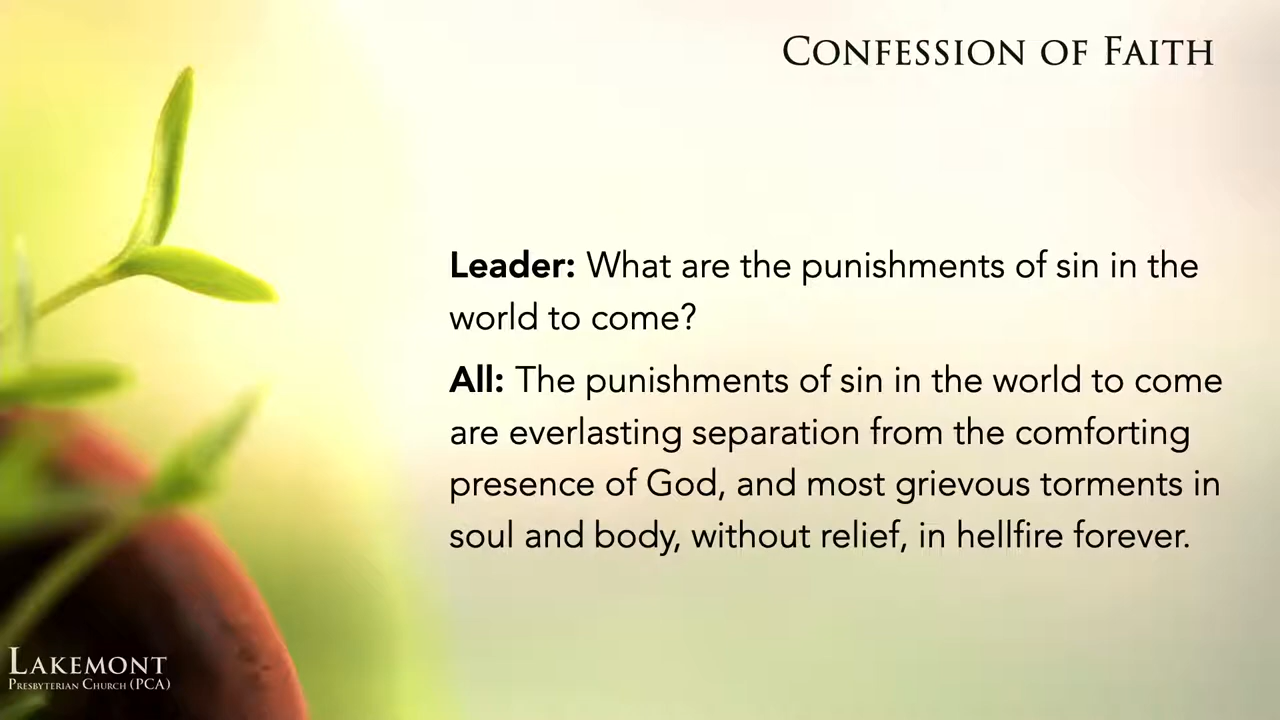 CONFESSION OF FAITH
Leader: What are the punishments of sin in the
world to come?
All: The punishments of sin in the world to come
are everlasting separation from the comforting
presence of God, and most grievous torments in
soul and body, without relief, in hellfire forever.
LAKEMONT
PRESBYTERIAN CHURCH (PCA)